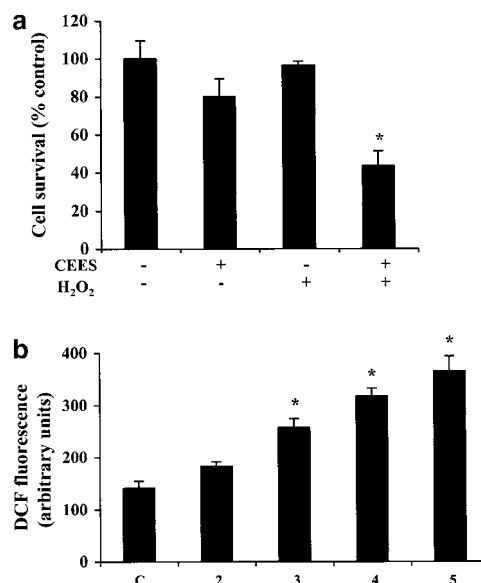 a
Cell survival (% control)
120
100
80
60
40
20
0
*
CEES - + - +
H₂O₂ - - + +
b
DCF fluorescence
(arbitrary units)
400
300
200
100
0
* * *
C 2 3 4 5